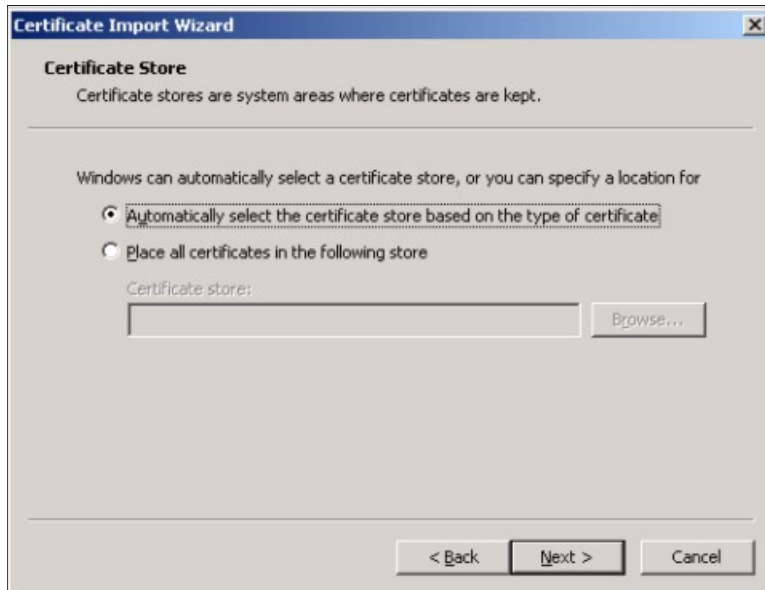 Certificate Import Wizard
Certificate Store
Certificate stores are system areas where certificates are kept.
Windows can automatically select a certificate store, or you can specify a location for
Automatically select the certificate store based on the type of certificate
Place all certificates in the following store
Certificate store:
Browse...
< Back Next > Cancel